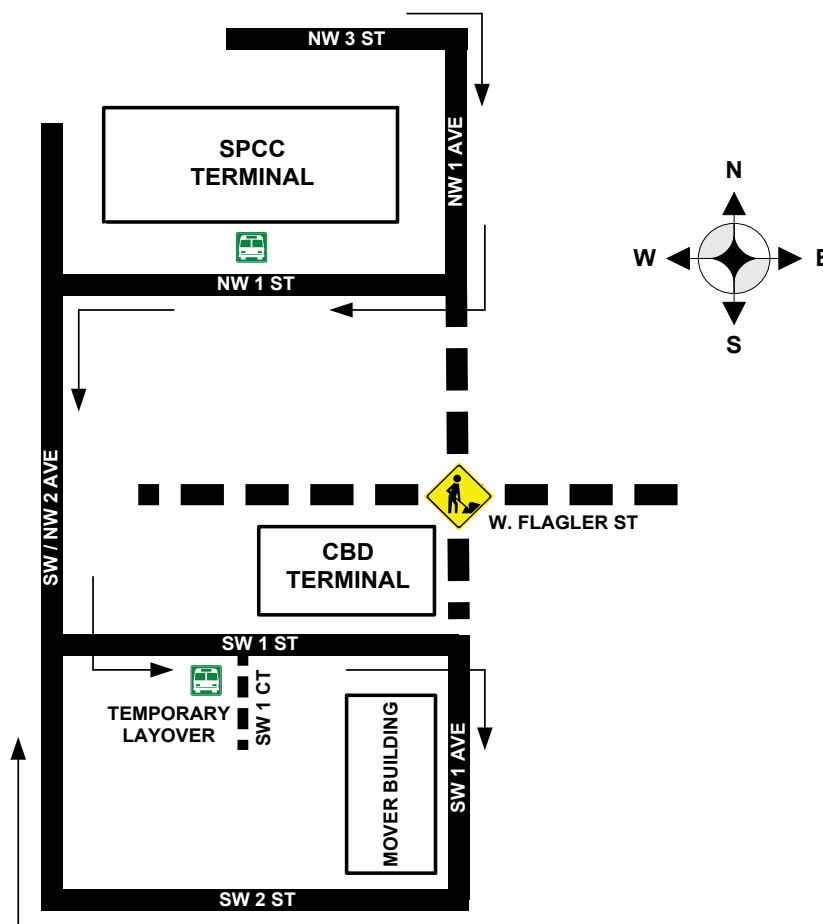 NW 3 ST
SPCC
TERMINAL
NW 1 AVE
N
W
E
S
NW 1 ST
SW / NW 2 AVE
W. FLAGLER ST
CBD
TERMINAL
SW 1 ST
TEMPORARY
LAYOVER
SW 1 CT
MOVER BUILDING
SW 1 AVE
SW 2 ST